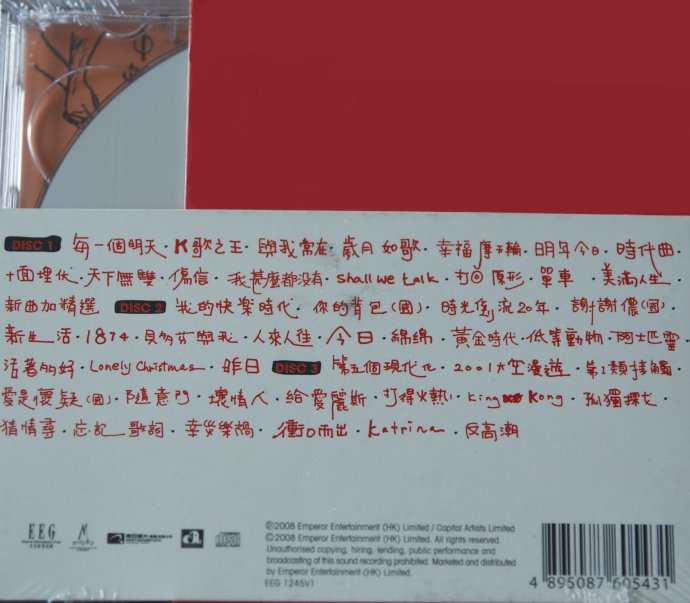 DISC 1 每一個明天・K歌之王・與我常在・歲月如歌・幸福摩天輪・明年今日・時代曲・
十面埋伏・天下無雙・偏信・我甚麼都沒有・Shall we talk・打回原形・單車・美滿人生・
新曲加精選 DISC 2 我的快樂時代・你的背包(國)・時光倒流20年・謝謝儂(國)・
新生活・1874・貝多芬與我・人來人往・今日・綿綿・黃金時代・低等動物・阿士匹靈・
活著多好・Lonely Christmas・昨日 DISC 3 第五個現代化・2001太空漫遊・第1類接觸・
愛是懷疑(國)・隨意門・壞情人・給愛麗斯・打得火熱・King Kong・孤獨探戈・
猜情尋・忘記歌詞・幸災樂禍・衝口而出・Katrina・反高潮
EEG
℗2008 Emperor Entertainment (HK) Limited / Capital Artists Limited
©2008 Emperor Entertainment (HK) Limited. All rights reserved.
Unauthorised copying, hiring, lending, public performance and
broadcasting of this sound recording prohibited. Marketed and distributed
by Emperor Entertainment (HK) Limited.
EEG 1245V1
4 895087 605431